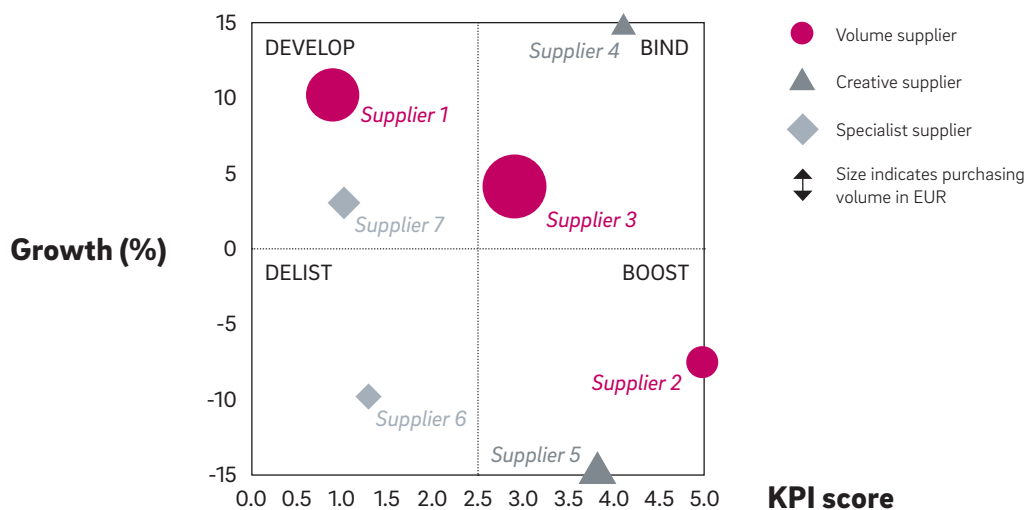 15
DEVELOP
Supplier 4
BIND
10
Supplier 1
5
Supplier 7
Supplier 3
Growth (%)
0
DELIST
BOOST
-5
Supplier 2
-10
Supplier 6
Supplier 5
-15
0.0 0.5 1.0 1.5 2.0 2.5 3.0 3.5 4.0 4.5 5.0
KPI score
Volume supplier
Creative supplier
Specialist supplier
Size indicates purchasing
volume in EUR